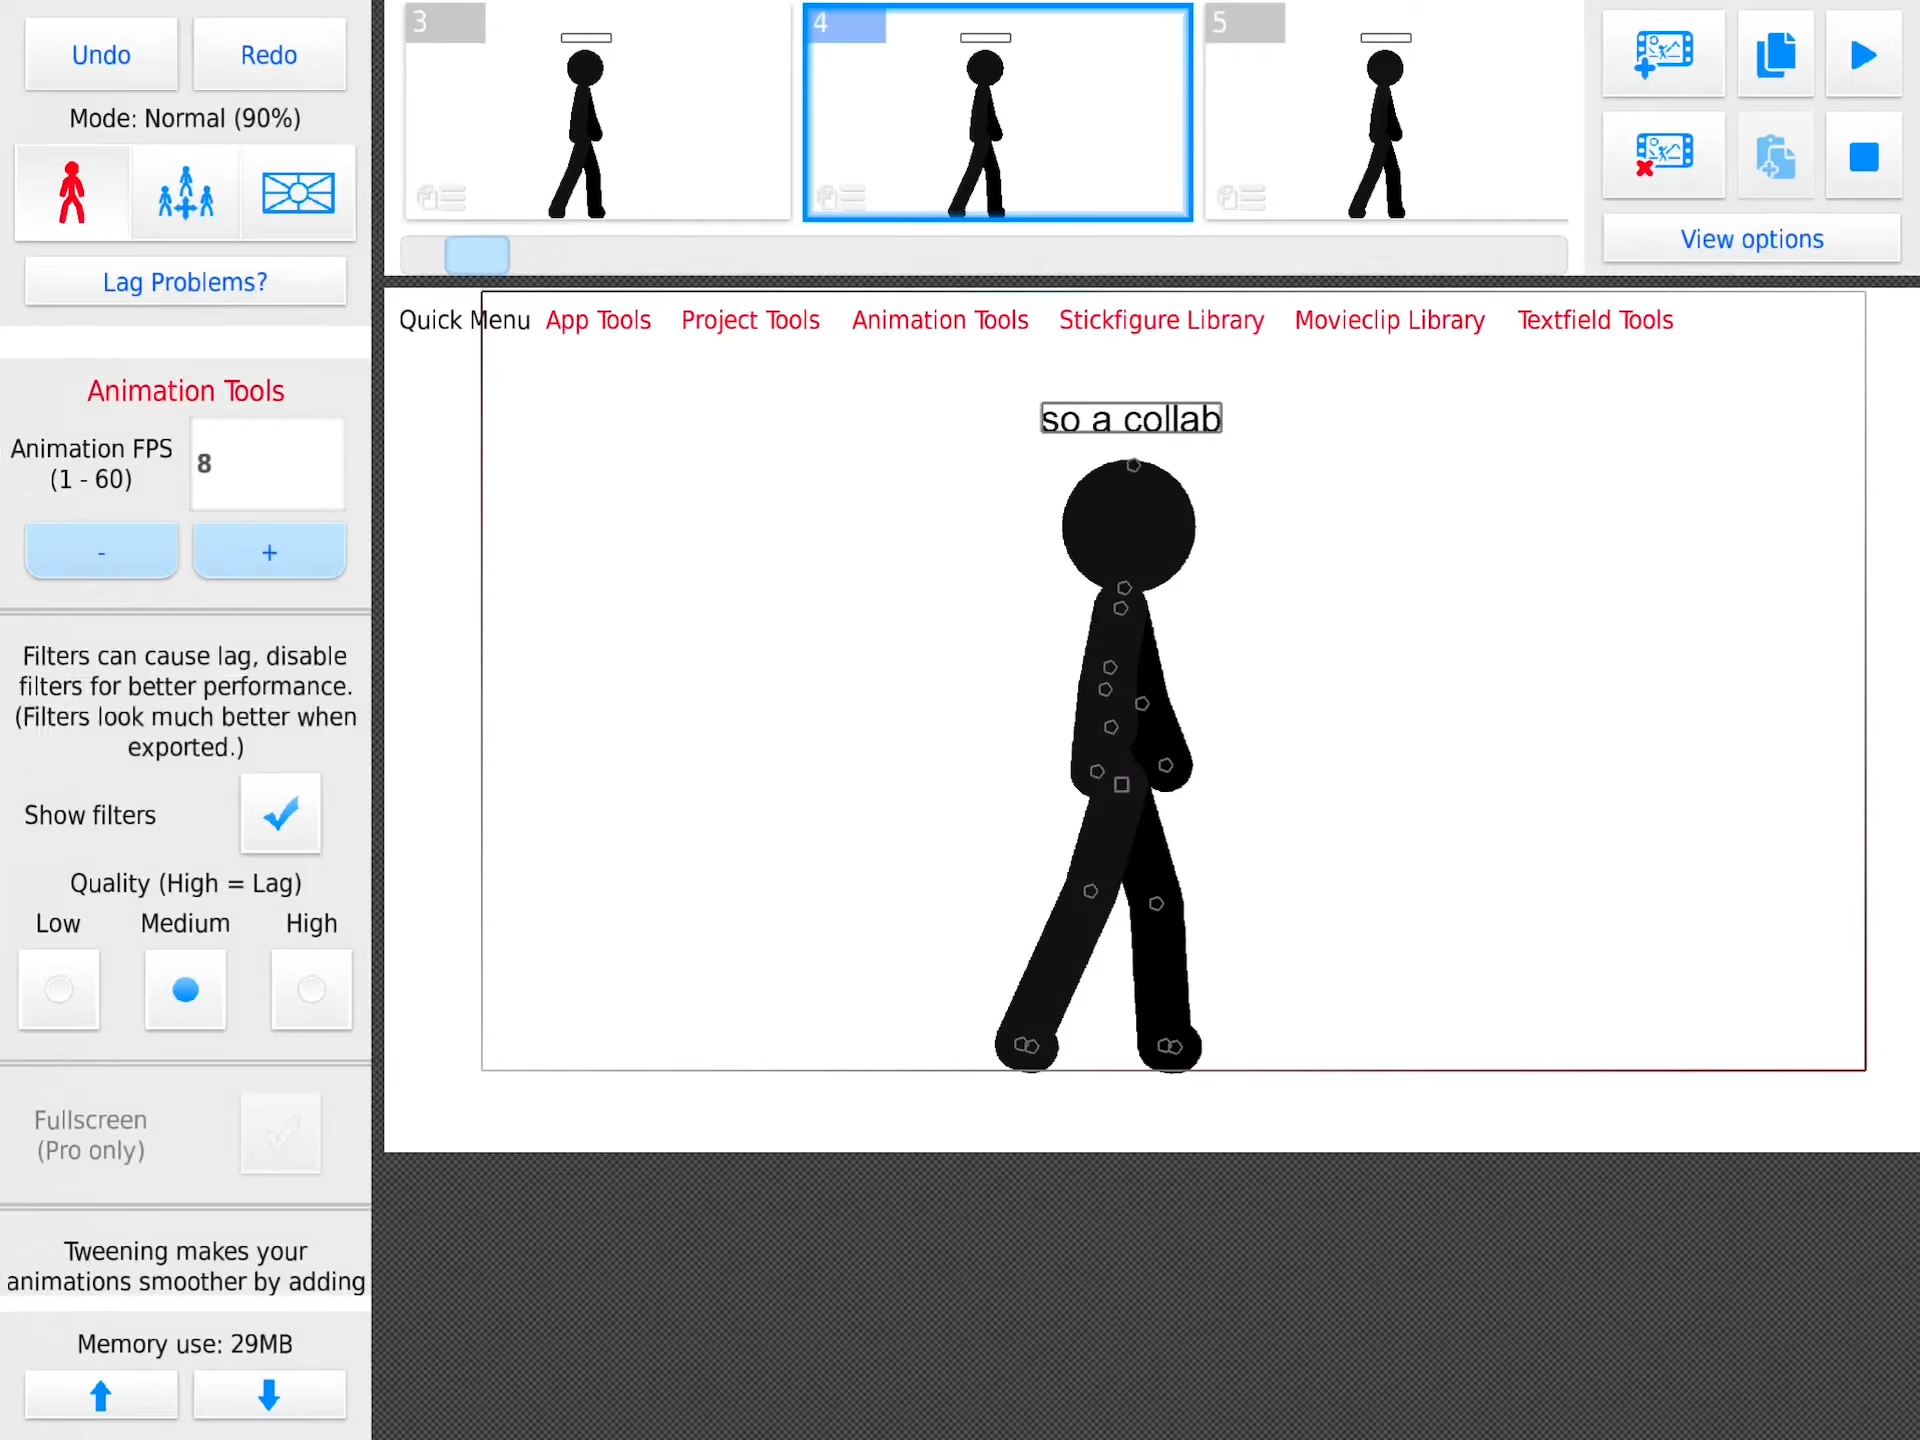 Undo
Redo
Mode: Normal (90%)
Lag Problems?
3
4
5
View options
Quick Menu
App Tools
Project Tools
Animation Tools
Stickfigure Library
Movieclip Library
Textfield Tools
Animation Tools
Animation FPS
(1 - 60)
8
-
+
so a collab
Filters can cause lag, disable
filters for better performance.
(Filters look much better when
exported.)
Show filters
Quality (High = Lag)
Low
Medium
High
Fullscreen
(Pro only)
Tweening makes your
animations smoother by adding
Memory use: 29MB